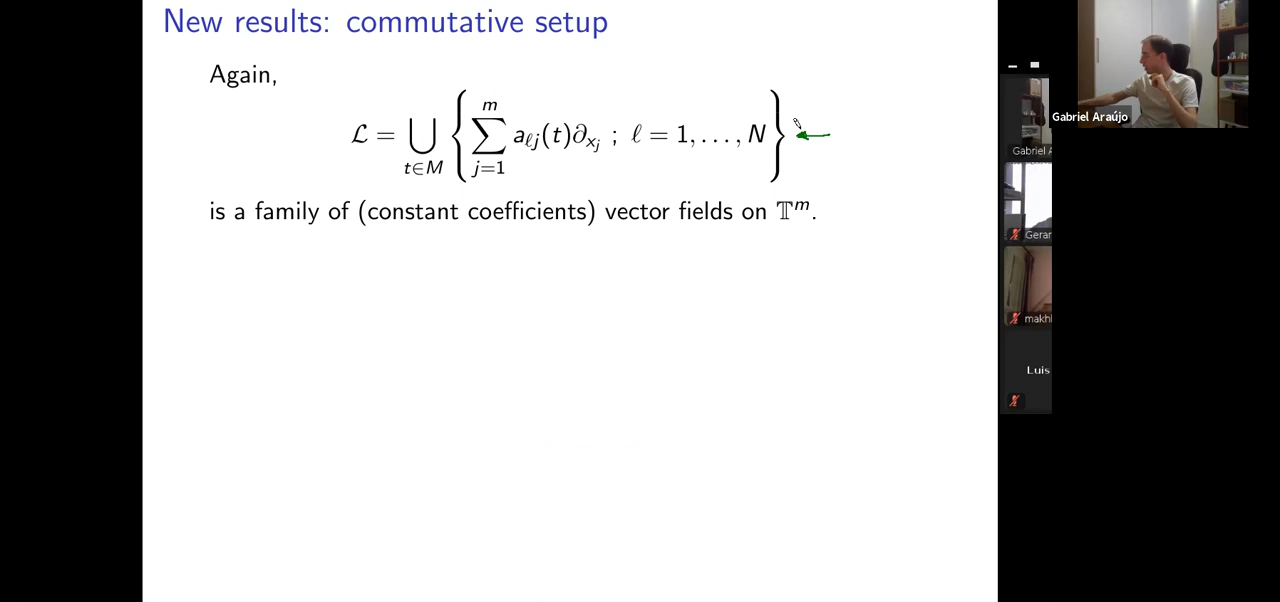 New results: commutative setup
Again,
ℒ = ⋃_{t∈M} { ∑_{j=1}^{m} a_{ℓj}(t)∂_{x_j} ; ℓ = 1, . . . , N }
is a family of (constant coefficients) vector fields on 𝕋^m.
Gabriel Araújo
Gabriel A
Gerar
makhl
Luis